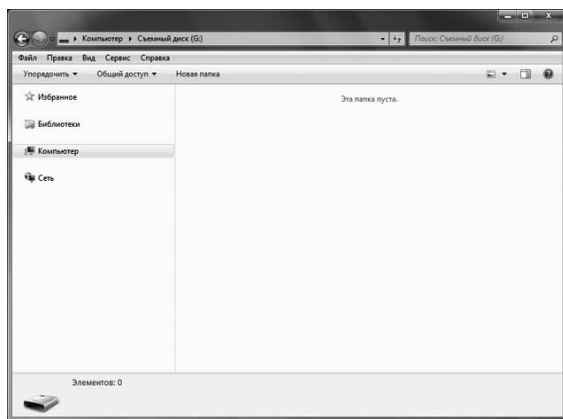 Компьютер ▸ Съемный диск (G:) Поиск: Съемный диск (G:)
Файл Правка Вид Сервис Справка
Упорядочить Общий доступ Новая папка
Избранное
Эта папка пуста.
Библиотеки
Компьютер
Сеть
Элементов: 0